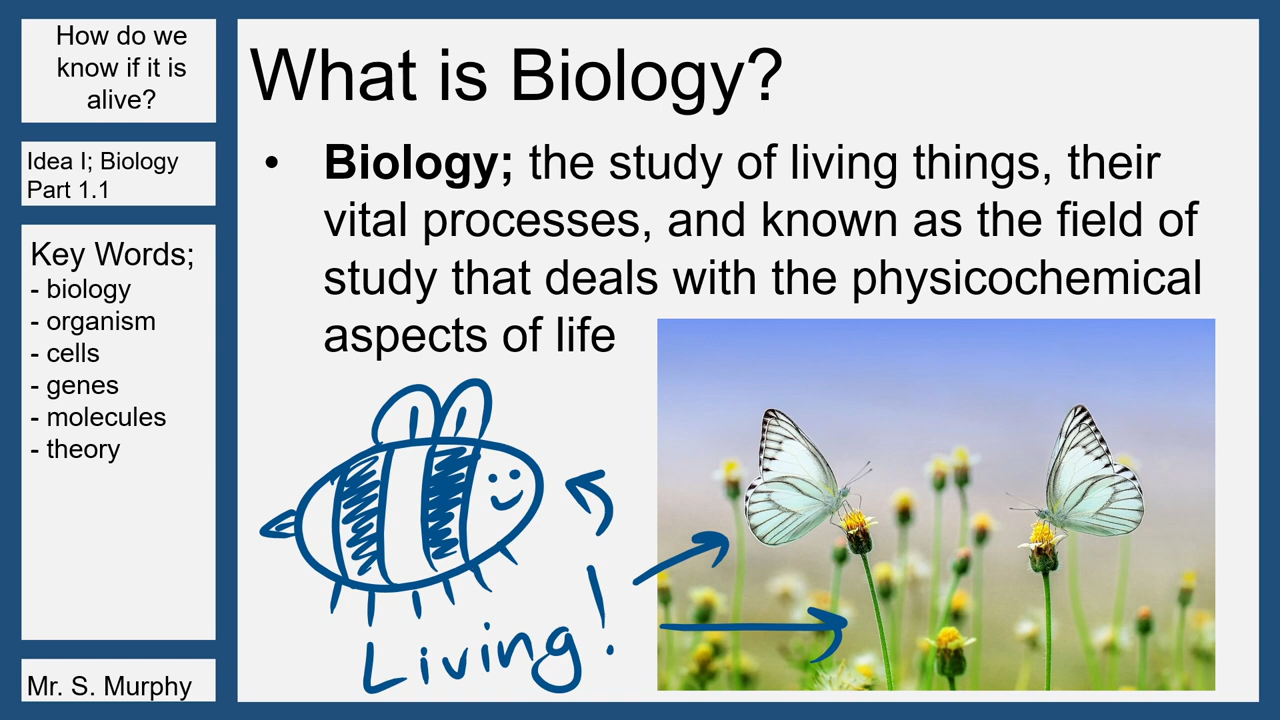 How do we
know if it is
alive?
Idea I; Biology
Part 1.1
Key Words;
- biology
- organism
- cells
- genes
- molecules
- theory
Mr. S. Murphy
What is Biology?
• Biology; the study of living things, their
vital processes, and known as the field of
study that deals with the physicochemical
aspects of life
Living!